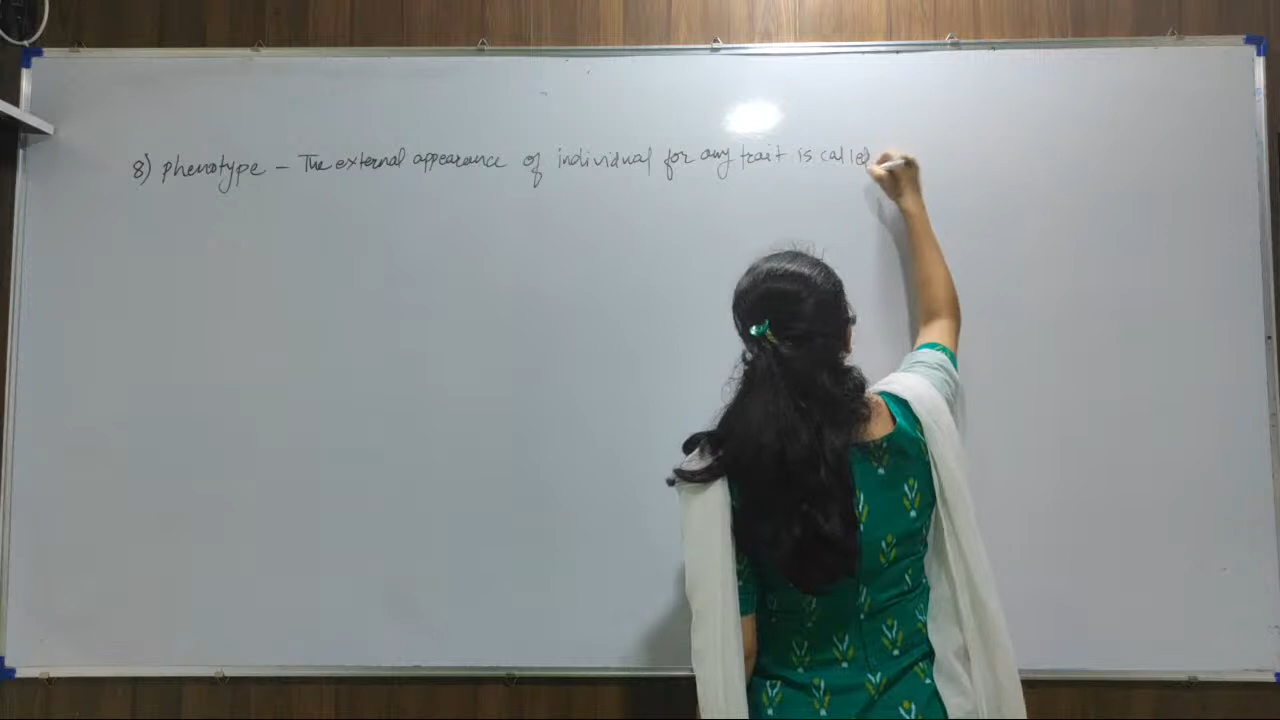 8) Phenotype - The external appearance of individual for any trait is called